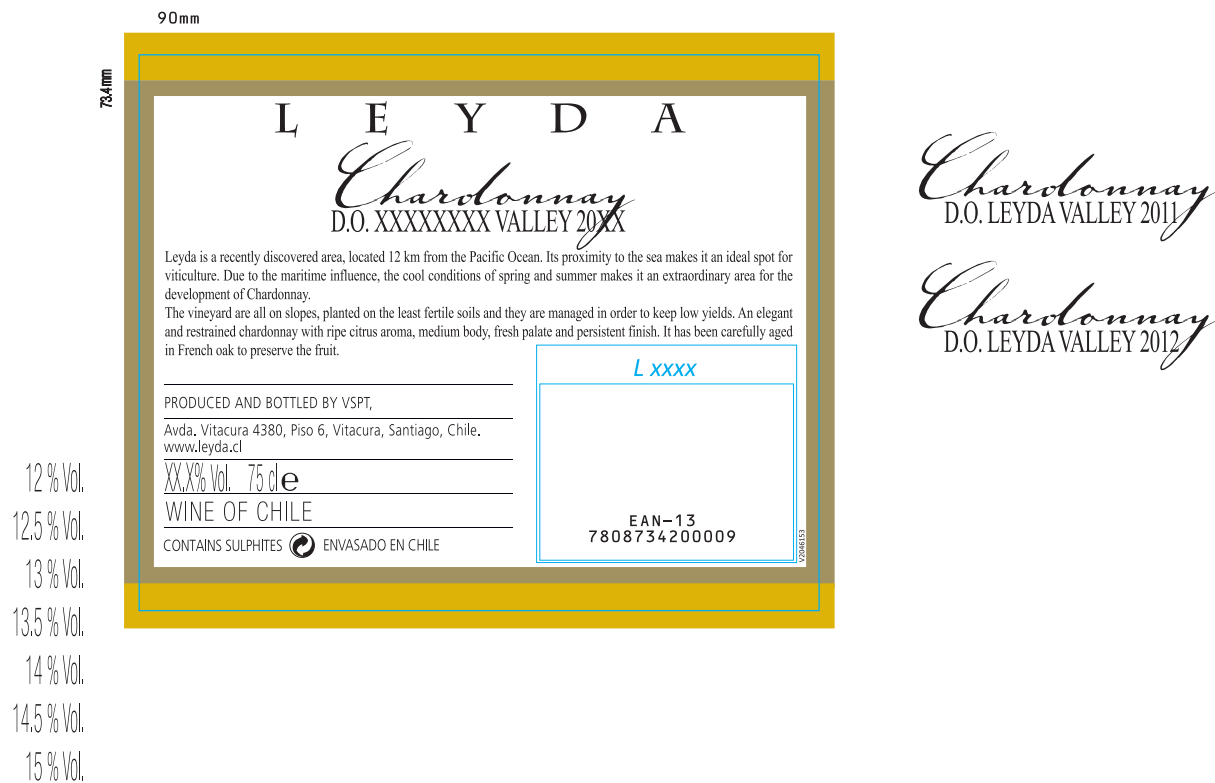 90mm
73.4mm
L E Y D A
Chardonnay
D.O. XXXXXXXX VALLEY 20XX
Leyda is a recently discovered area, located 12 km from the Pacific Ocean. Its proximity to the sea makes it an ideal spot for
viticulture. Due to the maritime influence, the cool conditions of spring and summer makes it an extraordinary area for the
development of Chardonnay.
The vineyard are all on slopes, planted on the least fertile soils and they are managed in order to keep low yields. An elegant
and restrained chardonnay with ripe citrus aroma, medium body, fresh palate and persistent finish. It has been carefully aged
in French oak to preserve the fruit.
PRODUCED AND BOTTLED BY VSPT,
Avda. Vitacura 4380, Piso 6, Vitacura, Santiago, Chile.
www.leyda.cl
XX,X% Vol. 75 cl e
WINE OF CHILE
CONTAINS SULPHITES ENVASADO EN CHILE
L xxxx
EAN-13
7808734200009
V2046153
Chardonnay
D.O. LEYDA VALLEY 2011
Chardonnay
D.O. LEYDA VALLEY 2012
12 % Vol.
12.5 % Vol.
13 % Vol.
13.5 % Vol.
14 % Vol.
14.5 % Vol.
15 % Vol.